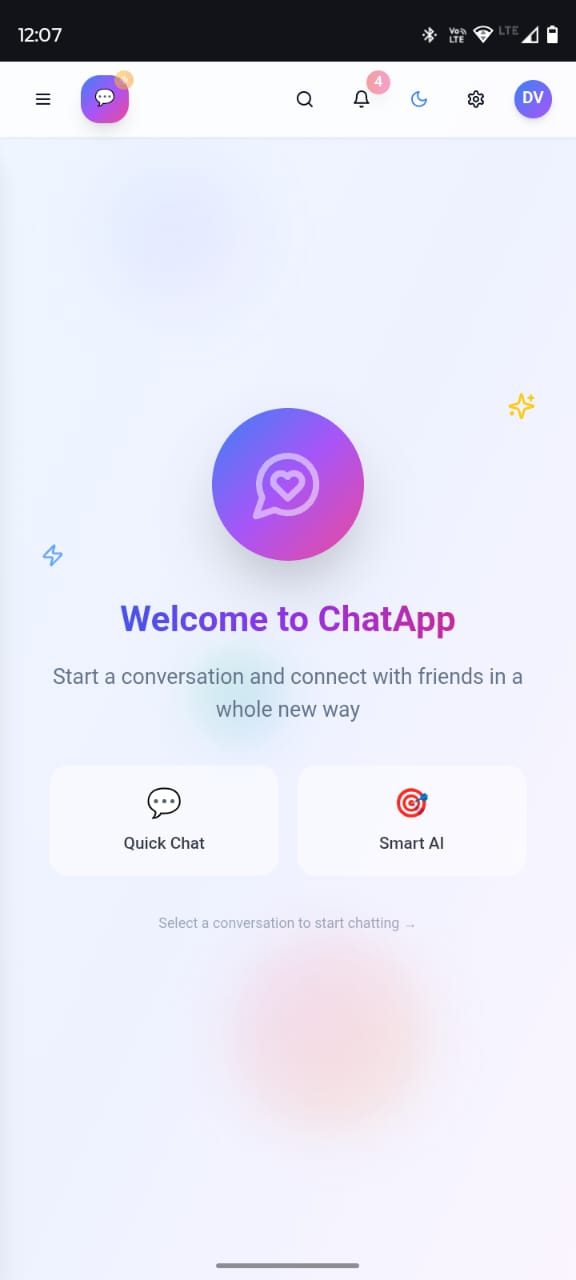 12:07
Vo))
LTE
LTE
4
DV
Welcome to ChatApp
Start a conversation and connect with friends in a
whole new way
Quick Chat
Smart AI
Select a conversation to start chatting →